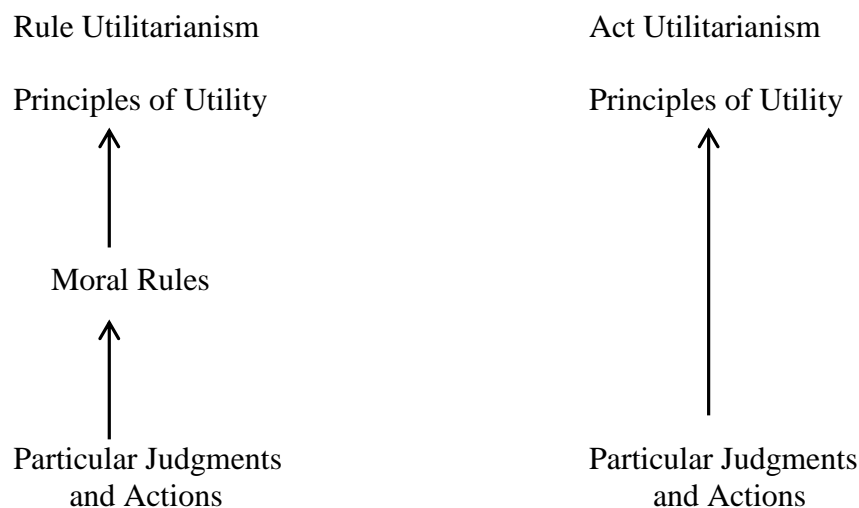 Rule Utilitarianism
Principles of Utility
Moral Rules
Particular Judgments
and Actions
Act Utilitarianism
Principles of Utility
Particular Judgments
and Actions